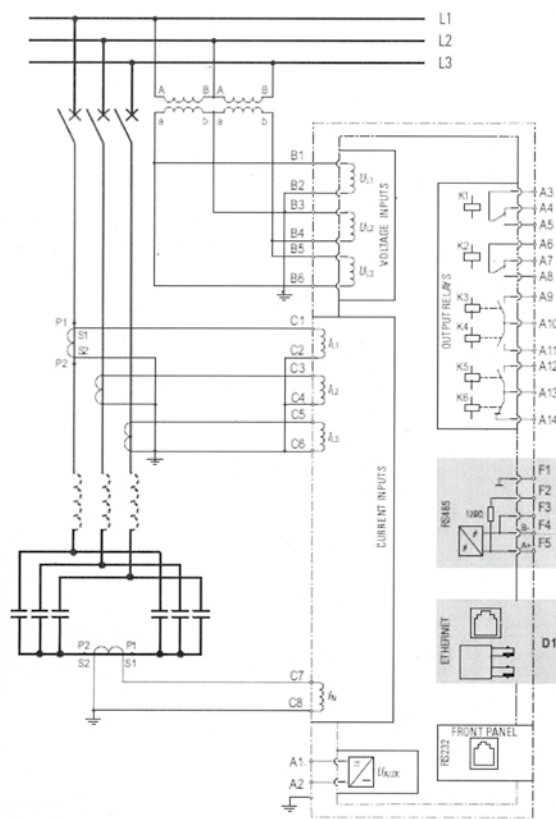 L1
L2
L3
A B A B
a b a b
B1
B2
B3
B4
B5
B6
UL1
UL2
UL3
VOLTAGE INPUTS
P1
S1
S2
P2
C1
C2
C3
C4
C5
C6
IL1
IL2
IL3
CURRENT INPUTS
P2 P1
S2 S1
C7
C8
IN
A1
A2
UAUX
OUTPUT RELAYS
K1
K2
K3
K4
K5
K6
A3
A4
A5
A6
A7
A8
A9
A10
A11
A12
A13
A14
RS485
120Ω
B-
A+
F1
F2
F3
F4
F5
ETHERNET
D1
FRONT PANEL
RS232